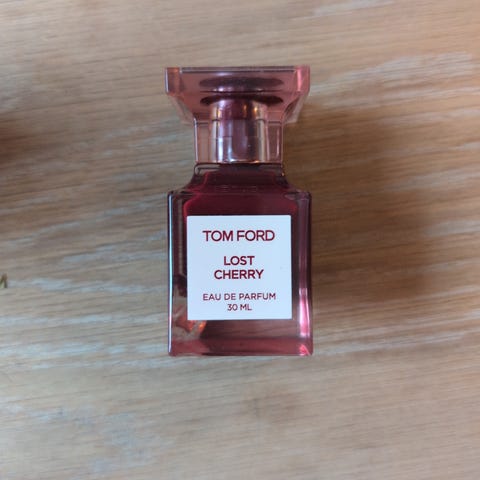 TOM FORD
LOST
CHERRY
EAU DE PARFUM
30 ML